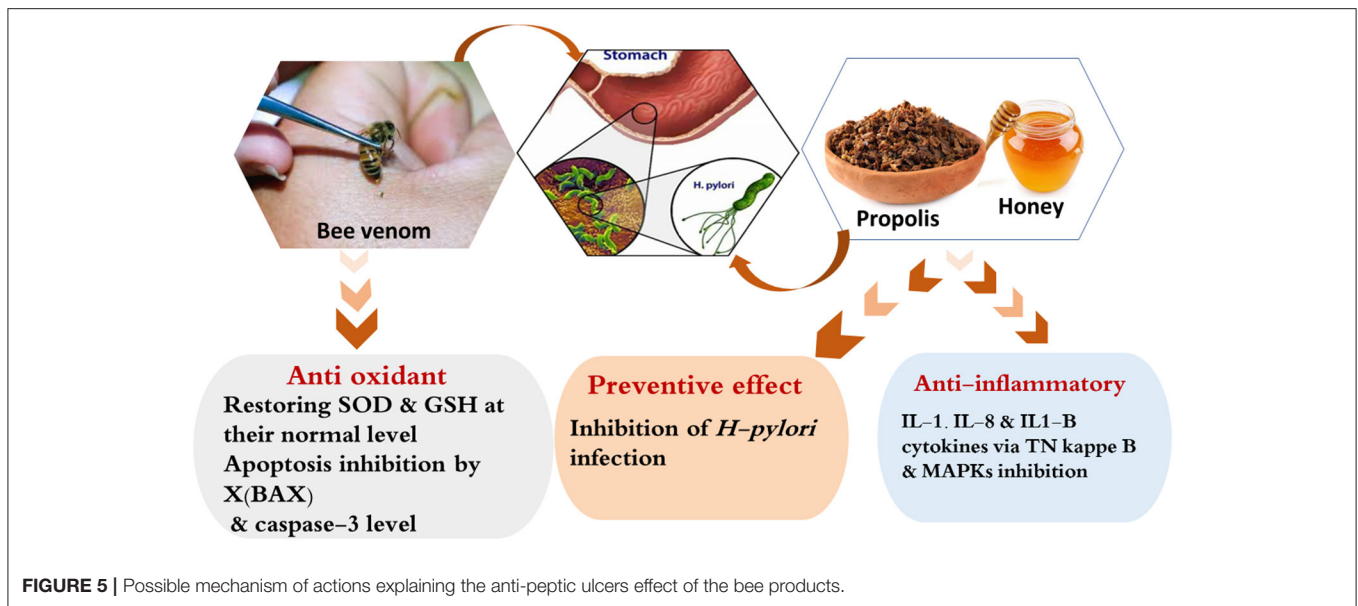 Stomach
H. pylori
Bee venom
Propolis
Honey
Anti oxidant
Restoring SOD & GSH at
their normal level
Apoptosis inhibition by
X(BAX)
& caspase-3 level
Preventive effect
Inhibition of H-pylori
infection
Anti-inflammatory
IL-1. IL-8 & IL1-B
cytokines via TN kappe B
& MAPKs inhibition
FIGURE 5 | Possible mechanism of actions explaining the anti-peptic ulcers effect of the bee products.